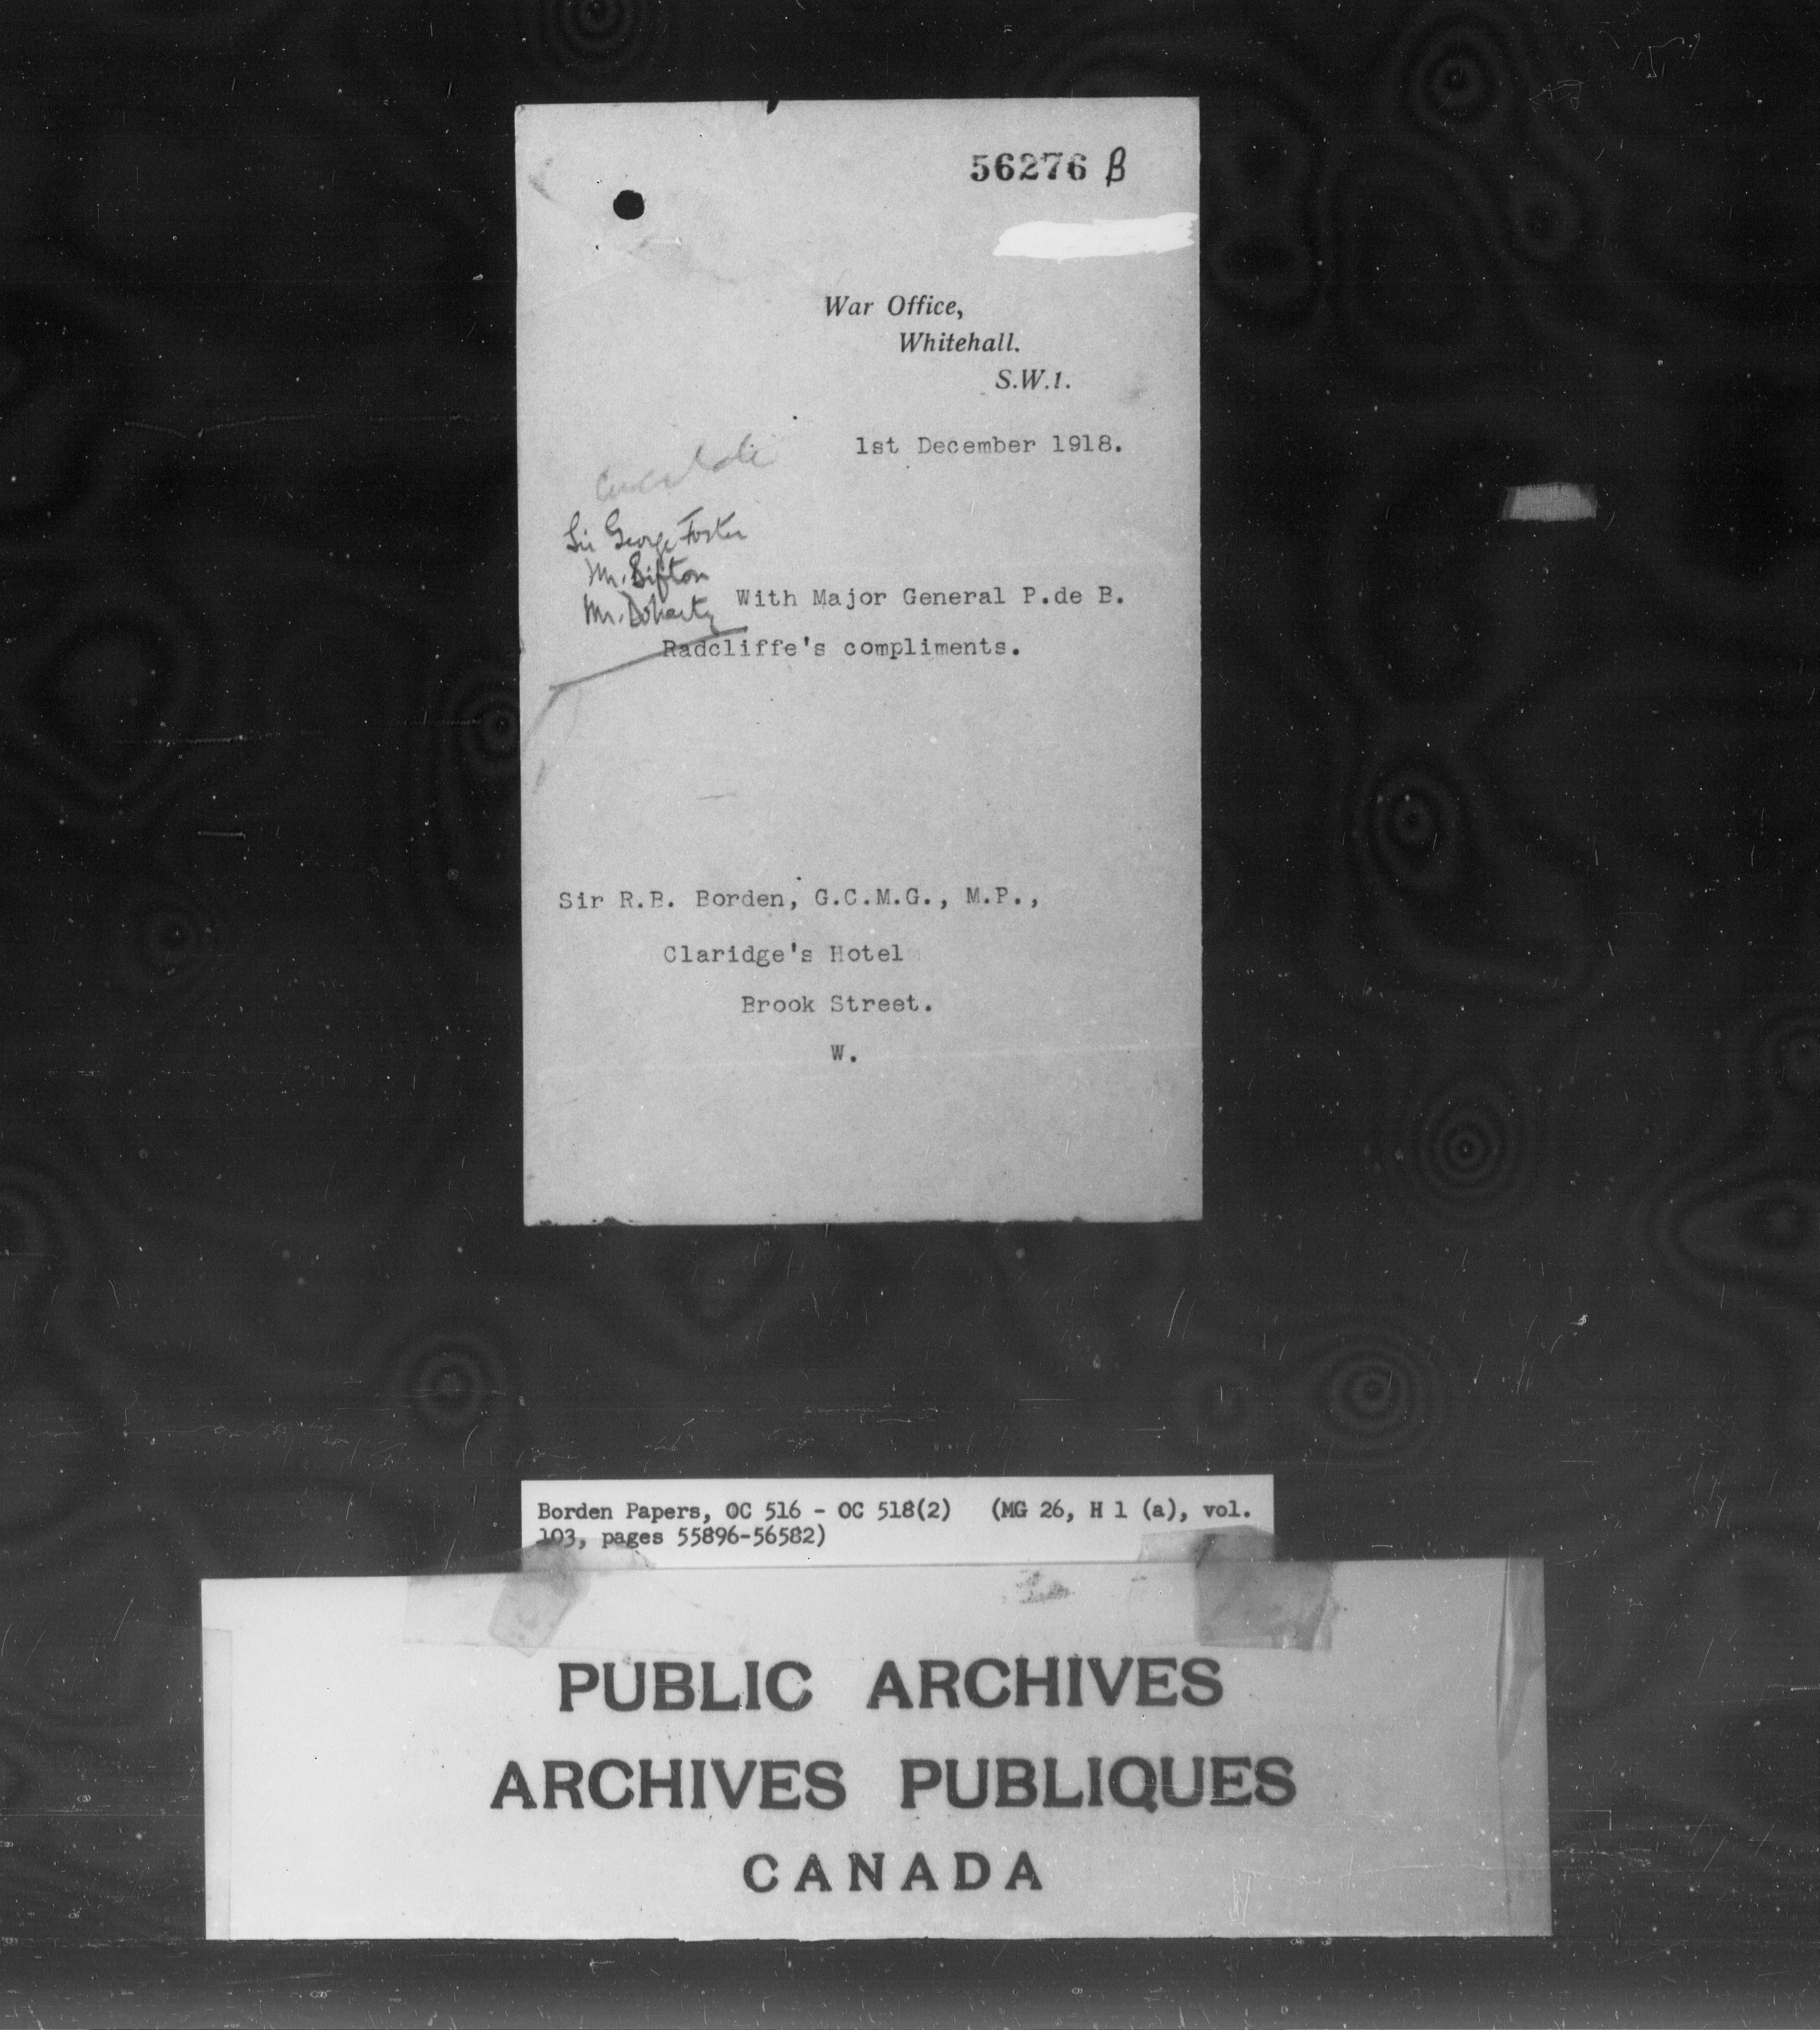 56276 B
War Office,
Whitehall.
S.W.1.
1st December 1918.
Sir George Foster
Mr. Sifton
Mr. Doherty
With Major General P.de B.
Radcliffe's compliments.
Sir R.B. Borden, G.C.M.G., M.P.,
Claridge's Hotel
Brook Street.
W.
Borden Papers, OC 516 - OC 518(2) (MG 26, H 1 (a), vol.
103, pages 55896-56582)
PUBLIC ARCHIVES
ARCHIVES PUBLIQUES
CANADA